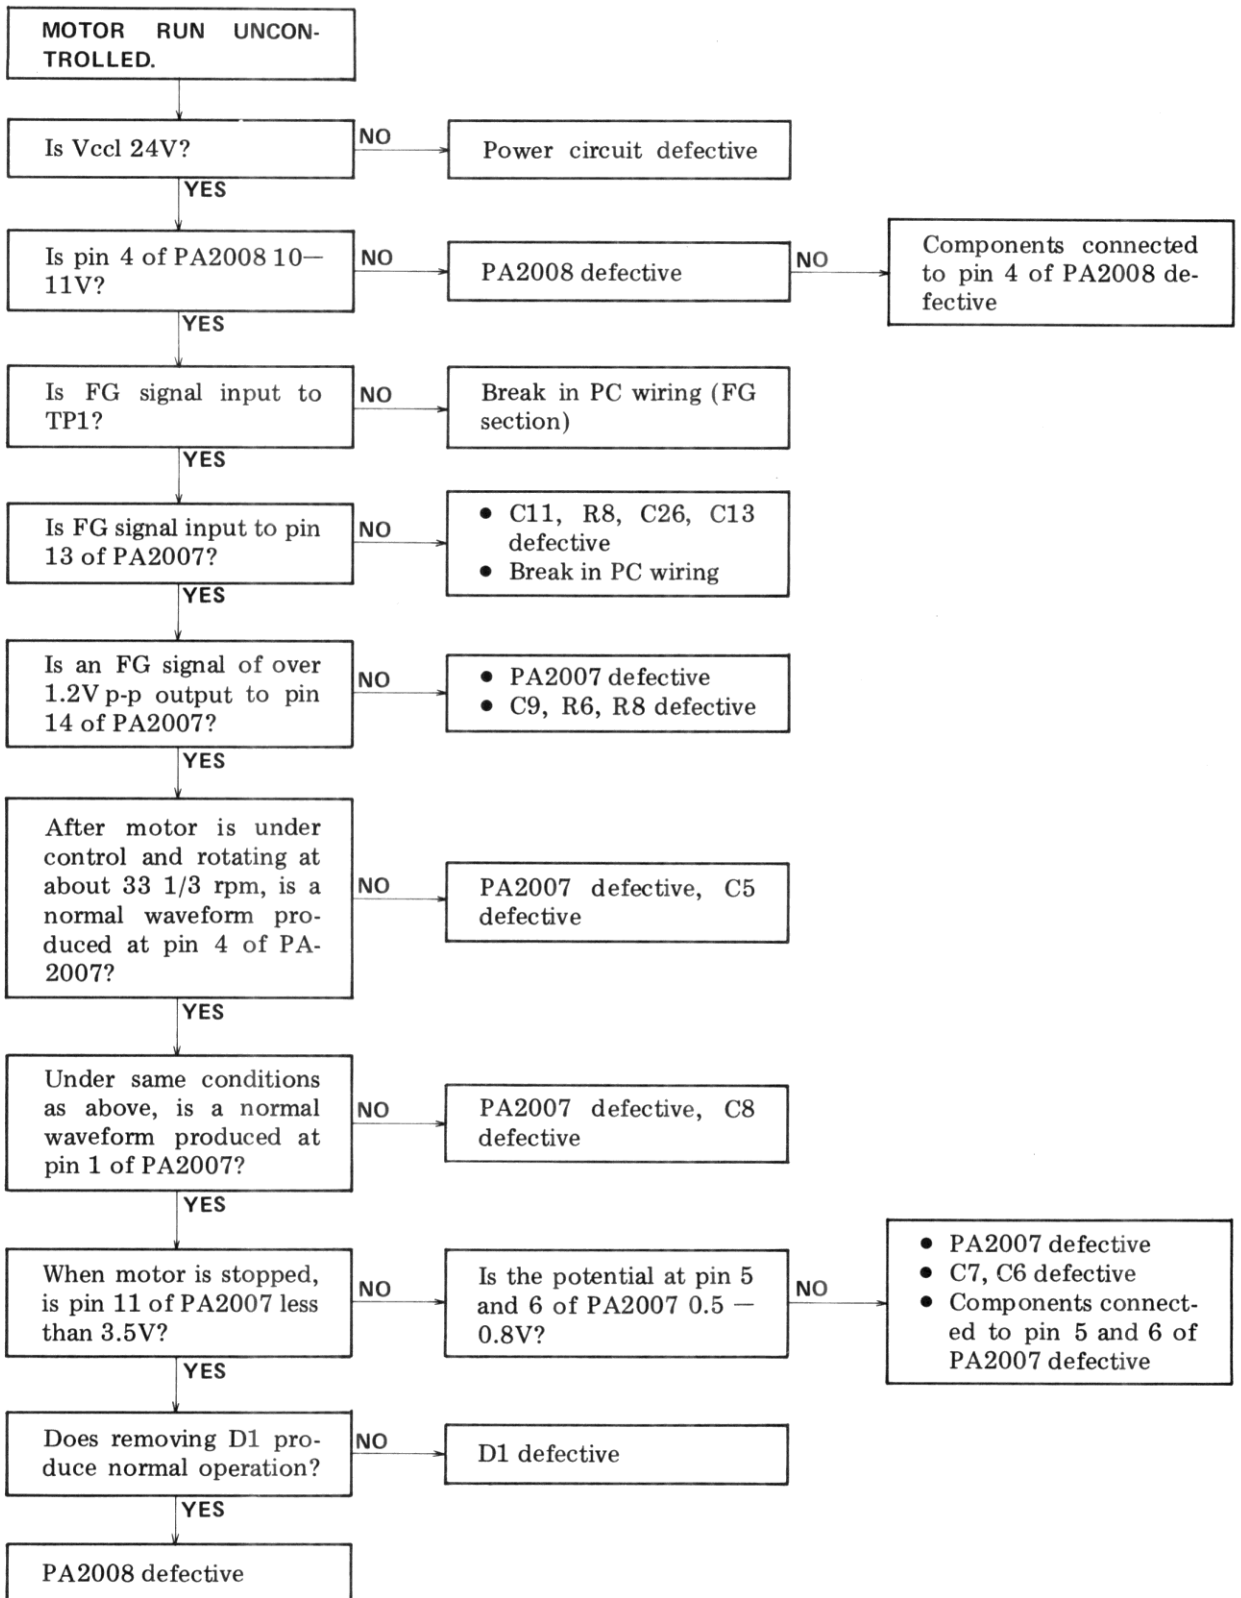 MOTOR RUN UNCON-
TROLLED.
Is Vccl 24V?
NO
Power circuit defective
YES
Is pin 4 of PA2008 10—
11V?
NO
PA2008 defective
NO
Components connected
to pin 4 of PA2008 de-
fective
YES
Is FG signal input to
TP1?
NO
Break in PC wiring (FG
section)
YES
Is FG signal input to pin
13 of PA2007?
NO
● C11, R8, C26, C13
defective
● Break in PC wiring
YES
Is an FG signal of over
1.2V p-p output to pin
14 of PA2007?
NO
● PA2007 defective
● C9, R6, R8 defective
YES
After motor is under
control and rotating at
about 33 1/3 rpm, is a
normal waveform pro-
duced at pin 4 of PA-
2007?
NO
PA2007 defective, C5
defective
YES
Under same conditions
as above, is a normal
waveform produced at
pin 1 of PA2007?
NO
PA2007 defective, C8
defective
YES
When motor is stopped,
is pin 11 of PA2007 less
than 3.5V?
NO
Is the potential at pin 5
and 6 of PA2007 0.5 —
0.8V?
NO
● PA2007 defective
● C7, C6 defective
● Components connect-
ed to pin 5 and 6 of
PA2007 defective
YES
Does removing D1 pro-
duce normal operation?
NO
D1 defective
YES
PA2008 defective